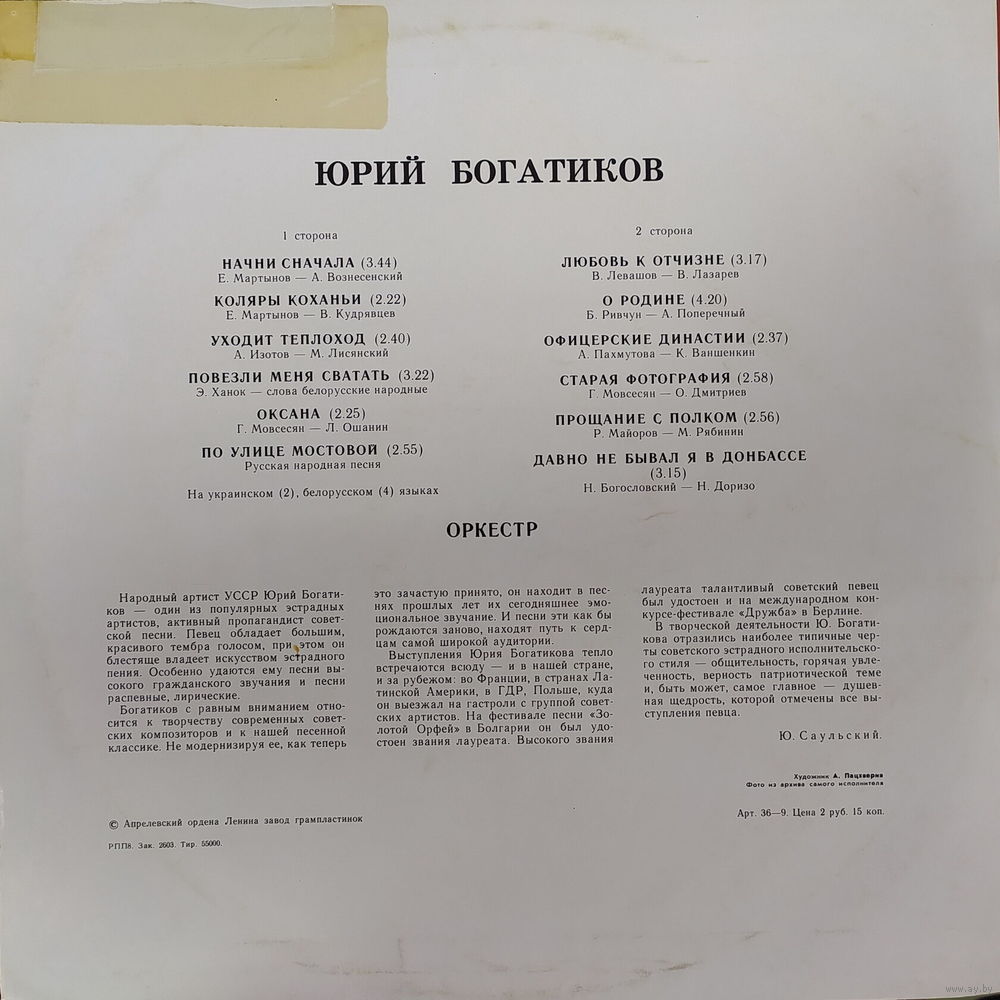 ЮРИЙ БОГАТИКОВ
1 сторона
НАЧНИ СНАЧАЛА (3.44)
Е. Мартынов — А. Вознесенский
КОЛЯРЫ КОХАНЬИ (2.22)
Е. Мартынов — В. Кудрявцев
УХОДИТ ТЕПЛОХОД (2.40)
А. Изотов — М. Лисянский
ПОВЕЗЛИ МЕНЯ СВАТАТЬ (3.22)
Э. Ханок — слова белорусские народные
ОКСАНА (2.25)
Г. Мовсесян — Л. Ошанин
ПО УЛИЦЕ МОСТОВОЙ (2.55)
Русская народная песня
На украинском (2), белорусском (4) языках
2 сторона
ЛЮБОВЬ К ОТЧИЗНЕ (3.17)
В. Левашов — В. Лазарев
О РОДИНЕ (4.20)
Б. Ривчун — А. Поперечный
ОФИЦЕРСКИЕ ДИНАСТИИ (2.37)
А. Пахмутова — К. Ваншенкин
СТАРАЯ ФОТОГРАФИЯ (2.58)
Г. Мовсесян — О. Дмитриев
ПРОЩАНИЕ С ПОЛКОМ (2.56)
Р. Майоров — М. Рябинин
ДАВНО НЕ БЫВАЛ Я В ДОНБАССЕ
(3.15)
Н. Богословский — Н. Доризо
ОРКЕСТР
Народный артист УССР Юрий Богати-
ков — один из популярных эстрадных
артистов, активный пропагандист совет-
ской песни. Певец обладает большим,
красивого тембра голосом, при этом он
блестяще владеет искусством эстрадного
пения. Особенно удаются ему песни вы-
сокого гражданского звучания и песни
распевные, лирические.
Богатиков с равным вниманием отно-
сится к творчеству современных совет-
ских композиторов и к нашей песенной
классике. Не модернизируя ее, как теперь
это зачастую принято, он находит в пес-
нях прошлых лет их сегодняшнее эмо-
циональное звучание. И песни эти как бы
рождаются заново, находят путь к серд-
цам самой широкой аудитории.
Выступления Юрия Богатикова тепло
встречаются всюду — и в нашей стране,
и за рубежом: во Франции, в странах Ла-
тинской Америки, в ГДР, Польше, куда
он выезжал на гастроли с группой совет-
ских артистов. На фестивале песни «Зо-
лотой Орфей» в Болгарии он был удо-
стоен звания лауреата. Высокого звания
лауреата талантливый советский певец
был удостоен и на международном кон-
курсе-фестивале «Дружба» в Берлине.
В творческой деятельности Ю. Богати-
кова отразились наиболее типичные чер-
ты советского эстрадного исполнительско-
го стиля — общительность, горячая увле-
ченность, верность патриотической теме
и, быть может, самое главное — душев-
ная щедрость, которой отмечены все вы-
ступления певца.
Ю. Саульский.
Художник А. Пацхверия
Фото из архива самого исполнителя
Арт. 36—9. Цена 2 руб. 15 коп.
© Апрелевский ордена Ленина завод грампластинок
РПП8. Зак. 2603. Тир. 55000.
www.ay.by